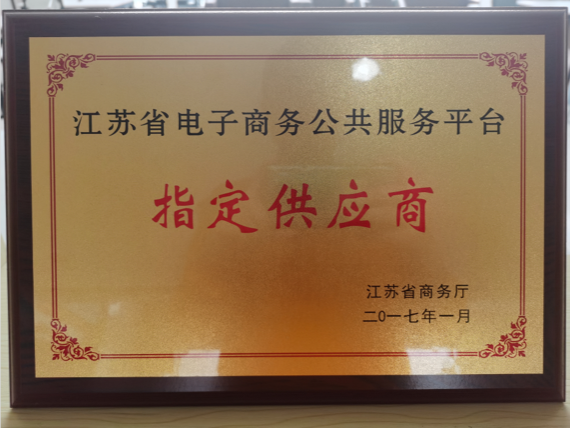 江苏省电子商务公共服务平台
指定供应商
江苏省商务厅
二0一七年一月